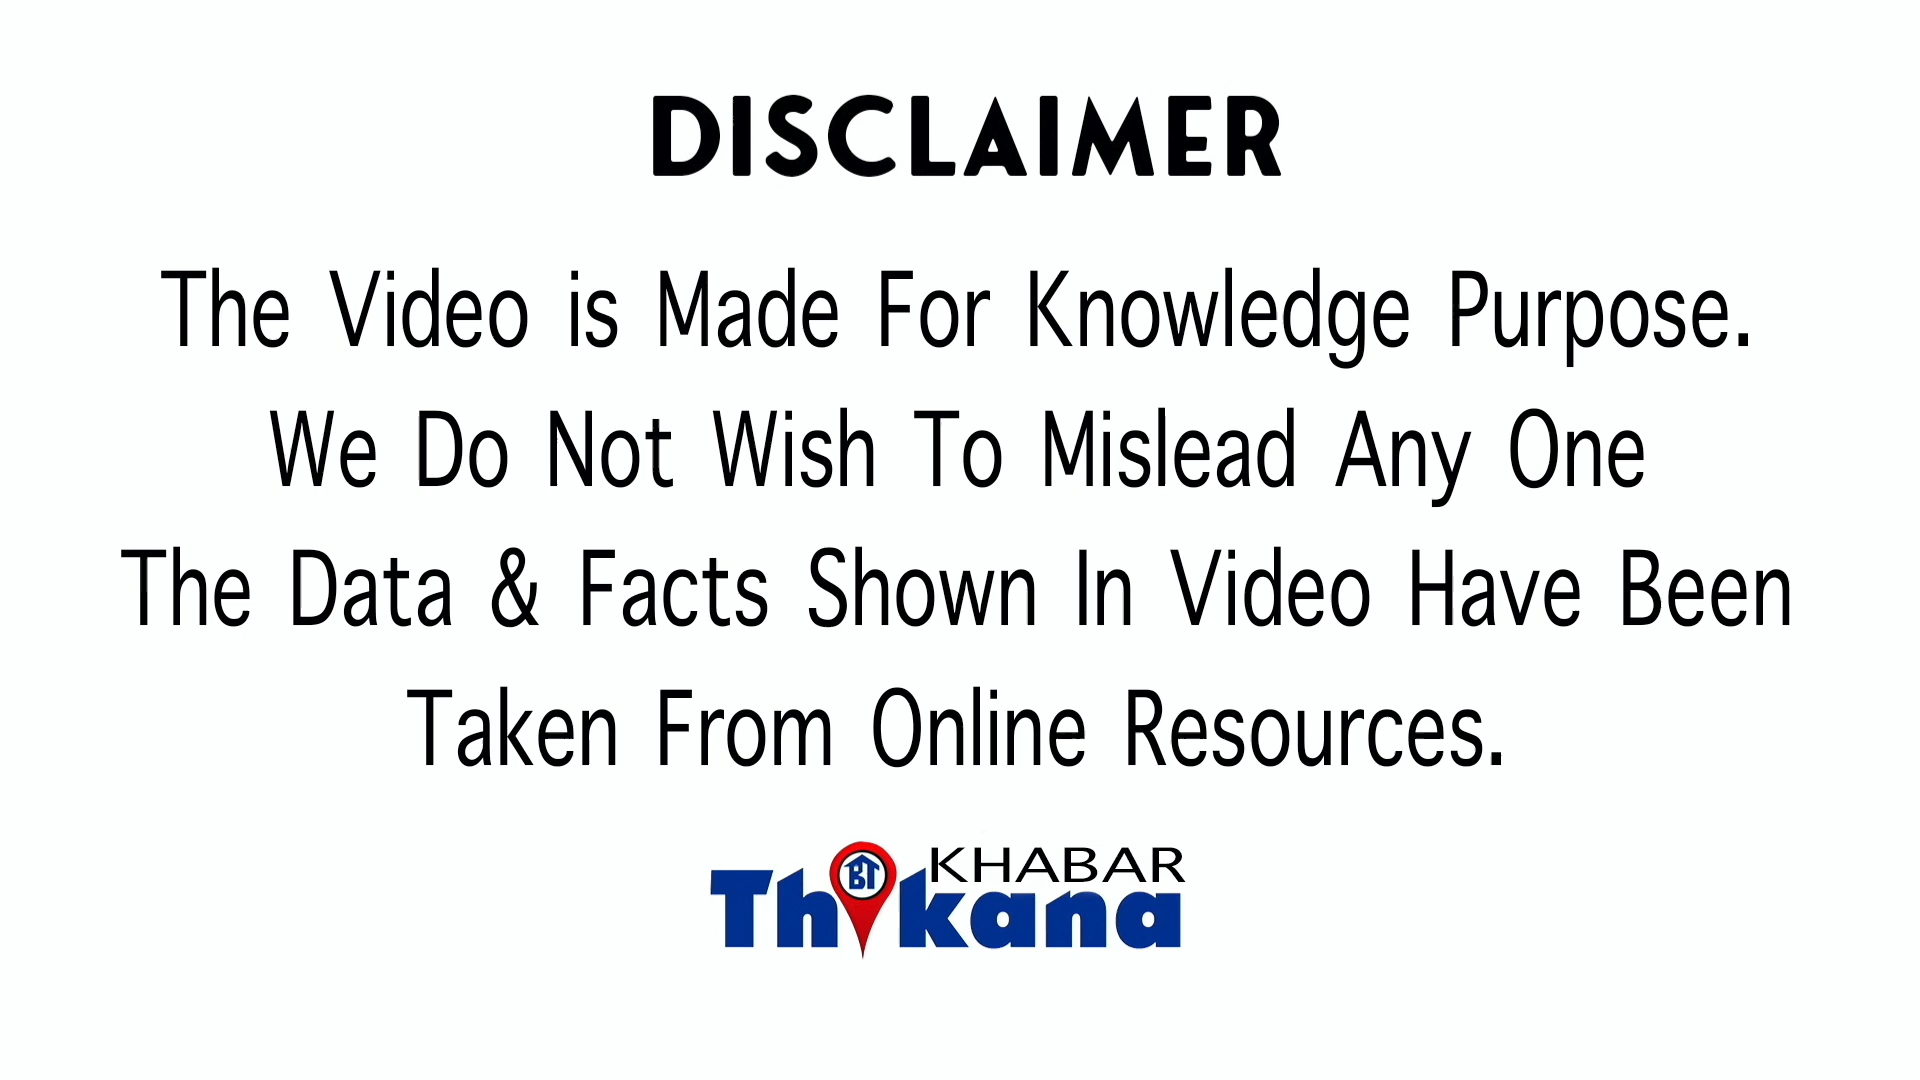 DISCLAIMER
The Video is Made For Knowledge Purpose.
We Do Not Wish To Mislead Any One
The Data & Facts Shown In Video Have Been
Taken From Online Resources.
KHABAR
BT
Thikana